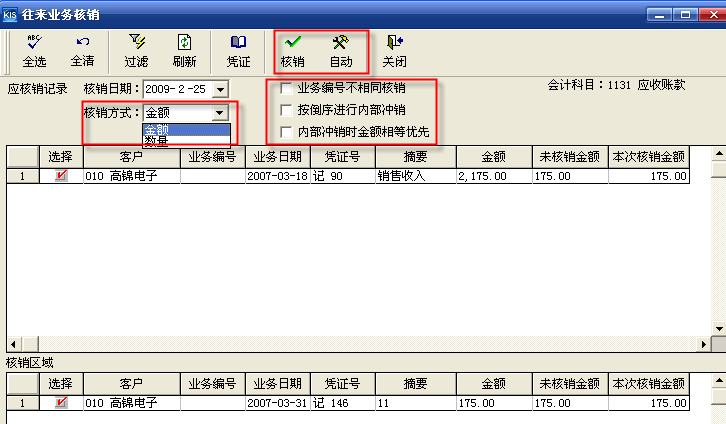 KIS 往来业务核销
ABC
全选 全清 过滤 刷新 凭证 核销 自动 关闭
应核销记录 核销日期：2009- 2 -25 业务编号不相同核销 会计科目：1131 应收账款
核销方式：金额 按倒序进行内部冲销
金额
数量 内部冲销时金额相等优先
选择 客户 业务编号 业务日期 凭证号 摘要 金额 未核销金额 本次核销金额
1 010 高锦电子 2007-03-18 记 90 销售收入 2,175.00 175.00 175.00
核销区域
选择 客户 业务编号 业务日期 凭证号 摘要 金额 未核销金额 本次核销金额
1 010 高锦电子 2007-03-31 记 146 11 175.00 175.00 175.00